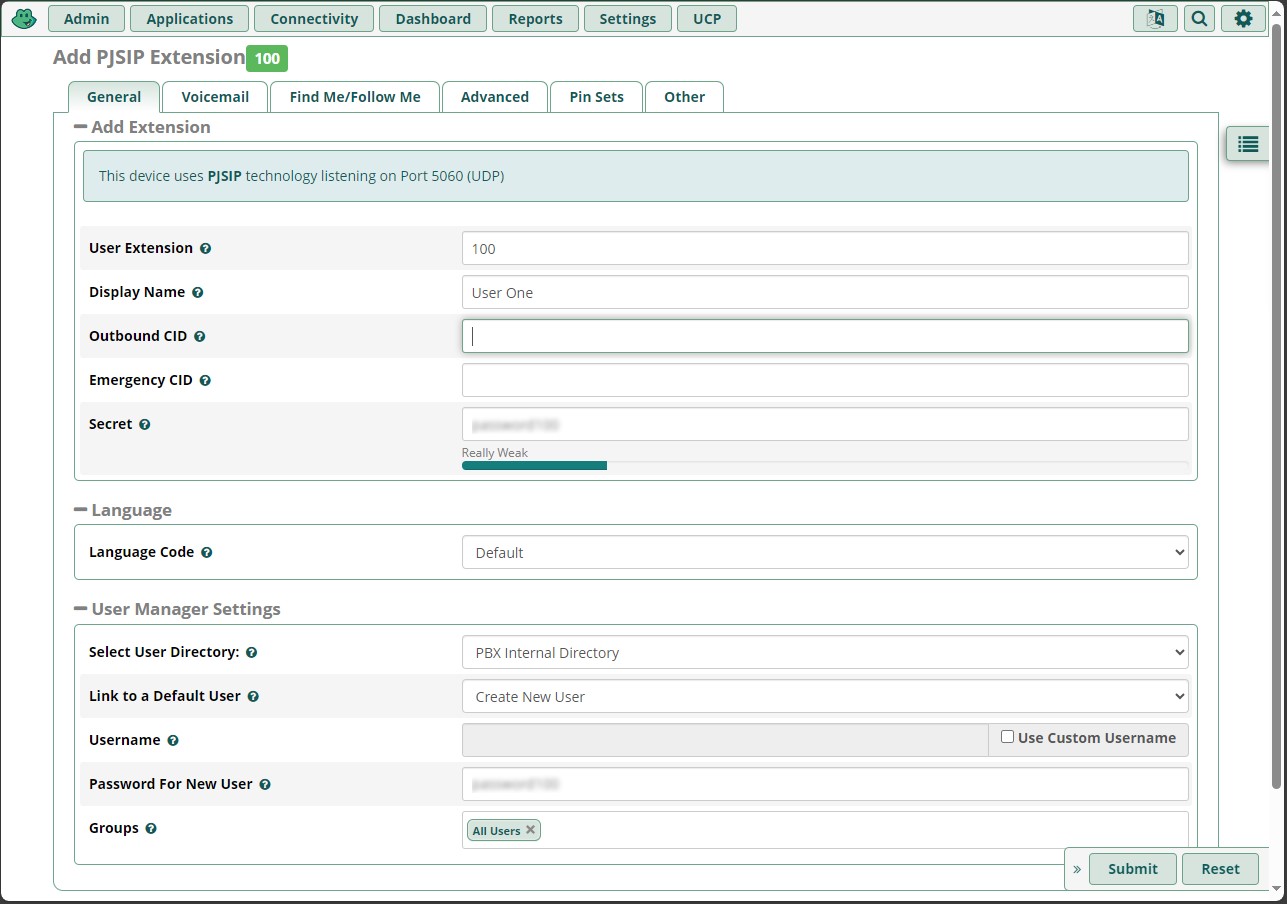 Admin Applications Connectivity Dashboard Reports Settings UCP
Add PJSIP Extension 100
General Voicemail Find Me/Follow Me Advanced Pin Sets Other
Add Extension
This device uses PJSIP technology listening on Port 5060 (UDP)
User Extension 100
Display Name User One
Outbound CID
Emergency CID
Secret
Really Weak
Language
Language Code Default
User Manager Settings
Select User Directory: PBX Internal Directory
Link to a Default User Create New User
Username Use Custom Username
Password For New User
Groups All Users ×
» Submit Reset